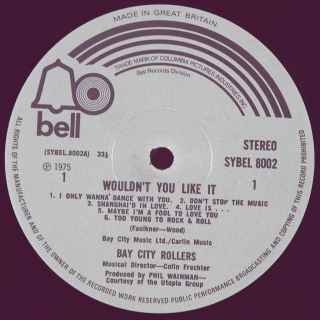 MADE IN GREAT BRITAIN
TRADE MARK OF COLUMBIA PICTURES INDUSTRIES, INC.
Bell Records Division
bell
(SYBEL.8002A) 33⅓
STEREO
SYBEL 8002
℗ 1975
1
1
WOULDN'T YOU LIKE IT
1. I ONLY WANNA' DANCE WITH YOU. 2. DON'T STOP THE MUSIC
3. SHANGHAI'D IN LOVE. 4. LOVE IS . . .
5. MAYBE I'M A FOOL TO LOVE YOU
6. TOO YOUNG TO ROCK & ROLL
(Faulkner—Wood)
Bay City Music Ltd./Carlin Music
BAY CITY ROLLERS
Musical Director—Colin Frechter
Produced by PHIL WAINMAN—
Courtesy of the Utopia Group
ALL RIGHTS OF THE MANUFACTURER AND OF THE OWNER OF THE RECORDED WORK RESERVED·PUBLIC PERFORMANCE BROADCASTING AND COPYING OF THIS RECORD PROHIBITED